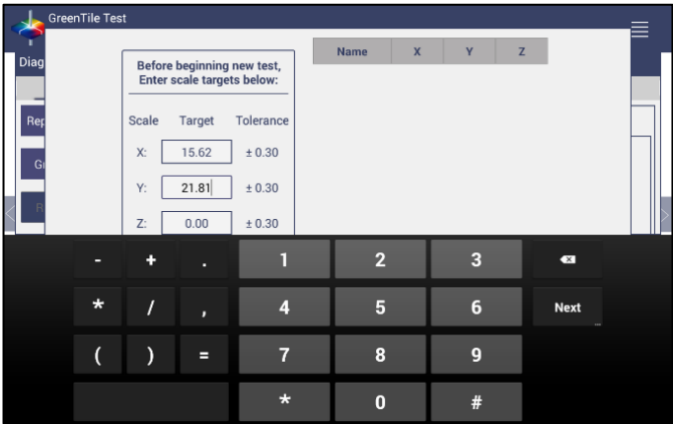 GreenTile Test
Diag
Name X Y Z
Before beginning new test,
Enter scale targets below:
Scale Target Tolerance
Rep
X: 15.62 ± 0.30
Gr
Y: 21.81 ± 0.30
R
Z: 0.00 ± 0.30
- + . 1 2 3
* / , 4 5 6 Next
( ) = 7 8 9
* 0 #